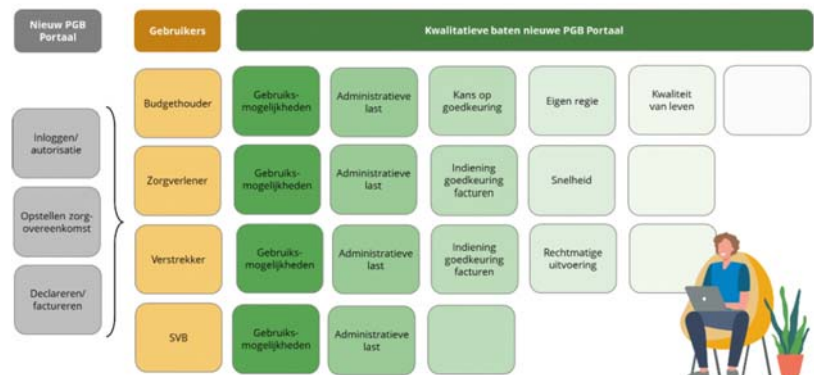 Nieuw PGB
Portaal
Gebruikers
Kwalitatieve baten nieuwe PGB Portaal
Inloggen/
autorisatie
Opstellen zorg-
overeenkomst
Declareren/
factureren
Budgethouder
Gebruiks-
mogelijkheden
Administratieve
last
Kans op
goedkeuring
Eigen regie
Kwaliteit
van leven
Zorgverlener
Gebruiks-
mogelijkheden
Administratieve
last
Indiening
goedkeuring
facturen
Snelheid
Verstrekker
Gebruiks-
mogelijkheden
Administratieve
last
Indiening
goedkeuring
facturen
Rechtmatige
uitvoering
SVB
Gebruiks-
mogelijkheden
Administratieve
last